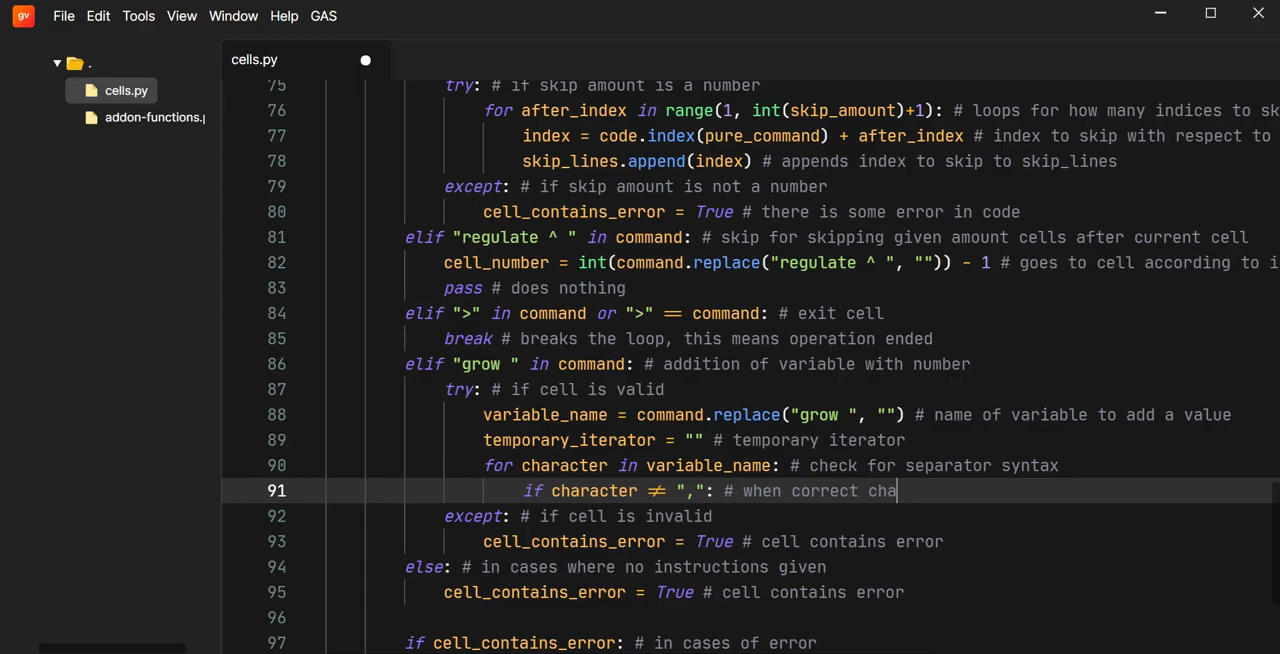 gv File Edit Tools View Window Help GAS
.
cells.py
addon-functions.p
cells.py
75 try: # if skip amount is a number
76 for after_index in range(1, int(skip_amount)+1): # loops for how many indices to sk
77 index = code.index(pure_command) + after_index # index to skip with respect to
78 skip_lines.append(index) # appends index to skip to skip_lines
79 except: # if skip amount is not a number
80 cell_contains_error = True # there is some error in code
81 elif "regulate ^ " in command: # skip for skipping given amount cells after current cell
82 cell_number = int(command.replace("regulate ^ ", "")) - 1 # goes to cell according to i
83 pass # does nothing
84 elif ">" in command or ">" == command: # exit cell
85 break # breaks the loop, this means operation ended
86 elif "grow " in command: # addition of variable with number
87 try: # if cell is valid
88 variable_name = command.replace("grow ", "") # name of variable to add a value
89 temporary_iterator = "" # temporary iterator
90 for character in variable_name: # check for separator syntax
91 if character ≠ ",": # when correct cha
92 except: # if cell is invalid
93 cell_contains_error = True # cell contains error
94 else: # in cases where no instructions given
95 cell_contains_error = True # cell contains error
96
97 if cell_contains_error: # in cases of error